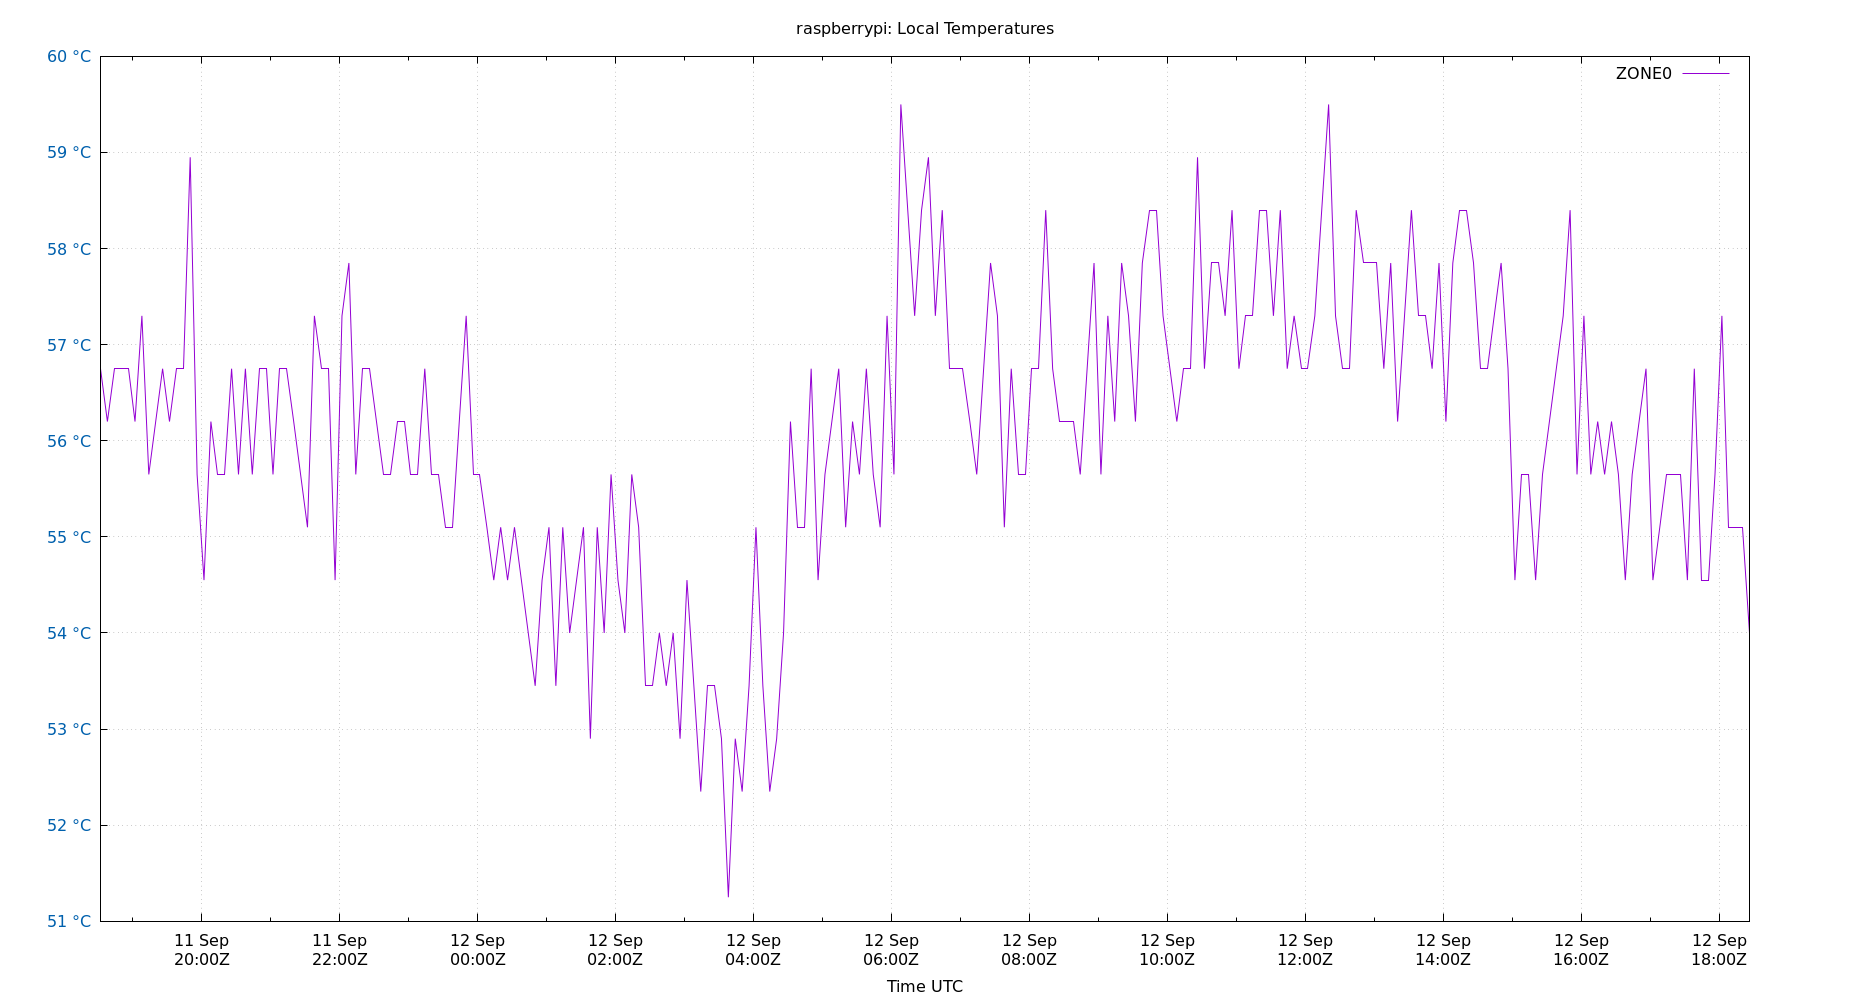 raspberrypi: Local Temperatures
60 °C
ZONE0
59 °C
58 °C
57 °C
56 °C
55 °C
54 °C
53 °C
52 °C
51 °C
11 Sep 11 Sep 12 Sep 12 Sep 12 Sep 12 Sep 12 Sep 12 Sep 12 Sep 12 Sep 12 Sep 12 Sep
20:00Z 22:00Z 00:00Z 02:00Z 04:00Z 06:00Z 08:00Z 10:00Z 12:00Z 14:00Z 16:00Z 18:00Z
Time UTC